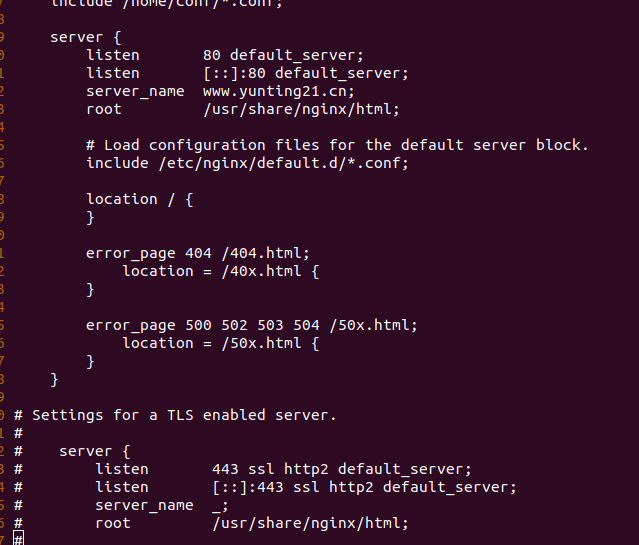 include /home/conf/*.conf;
server {
listen 80 default_server;
listen [::]:80 default_server;
server_name www.yunting21.cn;
root /usr/share/nginx/html;
# Load configuration files for the default server block.
include /etc/nginx/default.d/*.conf;
location / {
}
error_page 404 /404.html;
location = /40x.html {
}
error_page 500 502 503 504 /50x.html;
location = /50x.html {
}
}
# Settings for a TLS enabled server.
#
# server {
# listen 443 ssl http2 default_server;
# listen [::]:443 ssl http2 default_server;
# server_name _;
# root /usr/share/nginx/html;
#